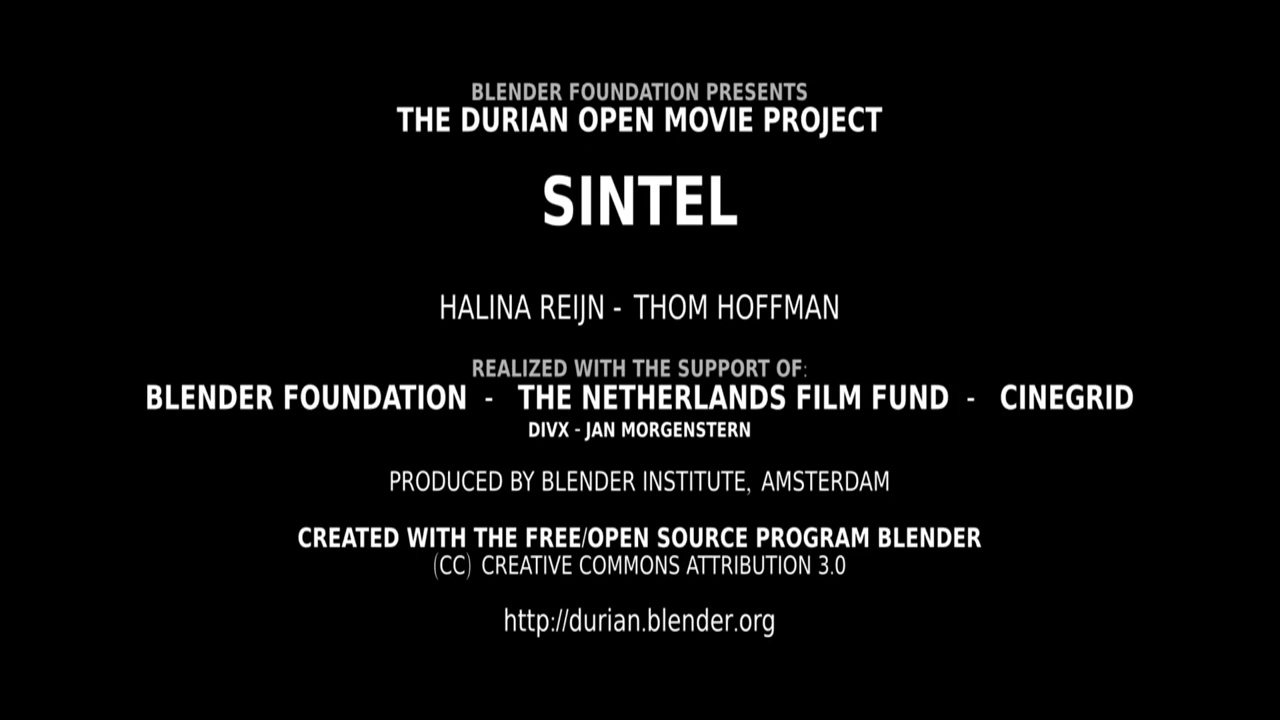 BLENDER FOUNDATION PRESENTS
THE DURIAN OPEN MOVIE PROJECT
SINTEL
HALINA REIJN - THOM HOFFMAN
REALIZED WITH THE SUPPORT OF:
BLENDER FOUNDATION - THE NETHERLANDS FILM FUND - CINEGRID
DIVX - JAN MORGENSTERN
PRODUCED BY BLENDER INSTITUTE, AMSTERDAM
CREATED WITH THE FREE/OPEN SOURCE PROGRAM BLENDER
(CC) CREATIVE COMMONS ATTRIBUTION 3.0
http://durian.blender.org